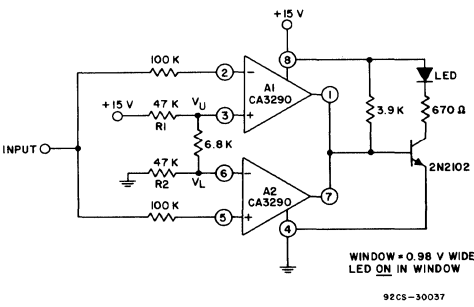 +15 V
8
LED
100 K
2
−
A1
CA3290
1
+15 V
47 K
R1
VU
3
+
3.9 K
670 Ω
INPUT
6.8 K
2N2102
47 K
R2
VL
6
−
A2
CA3290
7
100 K
5
+
4
WINDOW = 0.98 V WIDE
LED ON IN WINDOW
92CS-30037